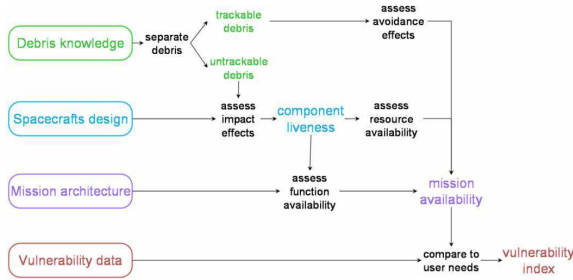 Debris knowledge
separate
debris
trackable
debris
untrackable
debris
assess
avoidance
effects
Spacecrafts design
assess
impact
effects
component
liveness
assess
resource
availability
Mission architecture
assess
function
availability
mission
availability
Vulnerability data
compare to
user needs
vulnerability
index